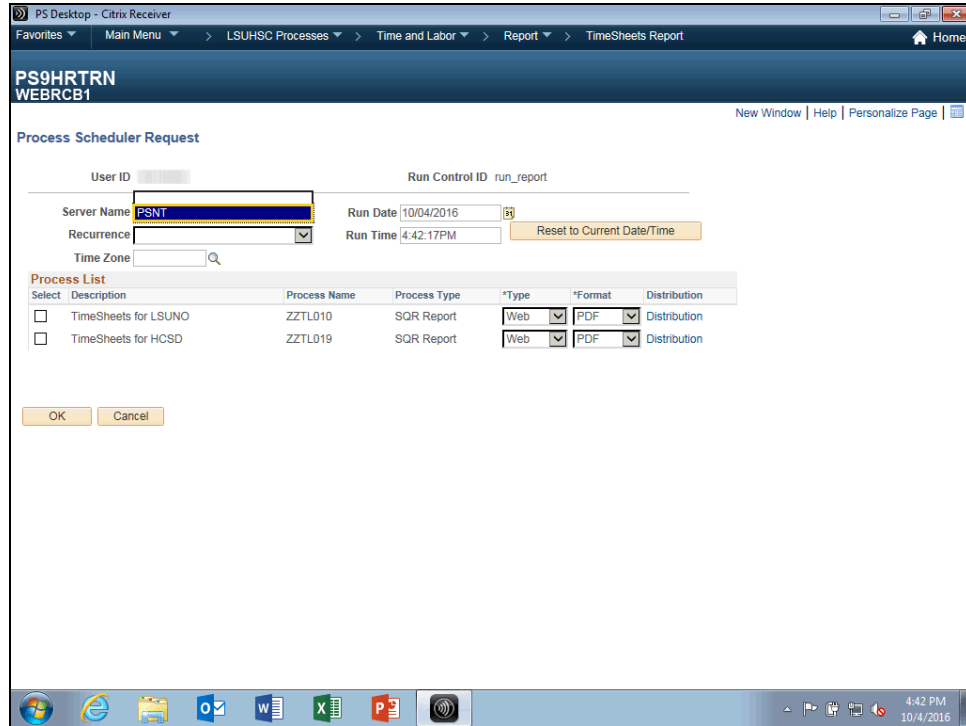 PS Desktop - Citrix Receiver
Favorites Main Menu > LSUHSC Processes > Time and Labor > Report > TimeSheets Report Home
PS9HRTRN
WEBRCB1
New Window | Help | Personalize Page |
Process Scheduler Request
User ID Run Control ID run_report
Server Name PSNT Run Date 10/04/2016 31
Recurrence Run Time 4:42:17PM Reset to Current Date/Time
Time Zone
Process List
Select Description Process Name Process Type *Type *Format Distribution
TimeSheets for LSUNO ZZTL010 SQR Report Web PDF Distribution
TimeSheets for HCSD ZZTL019 SQR Report Web PDF Distribution
OK Cancel
4:42 PM
10/4/2016